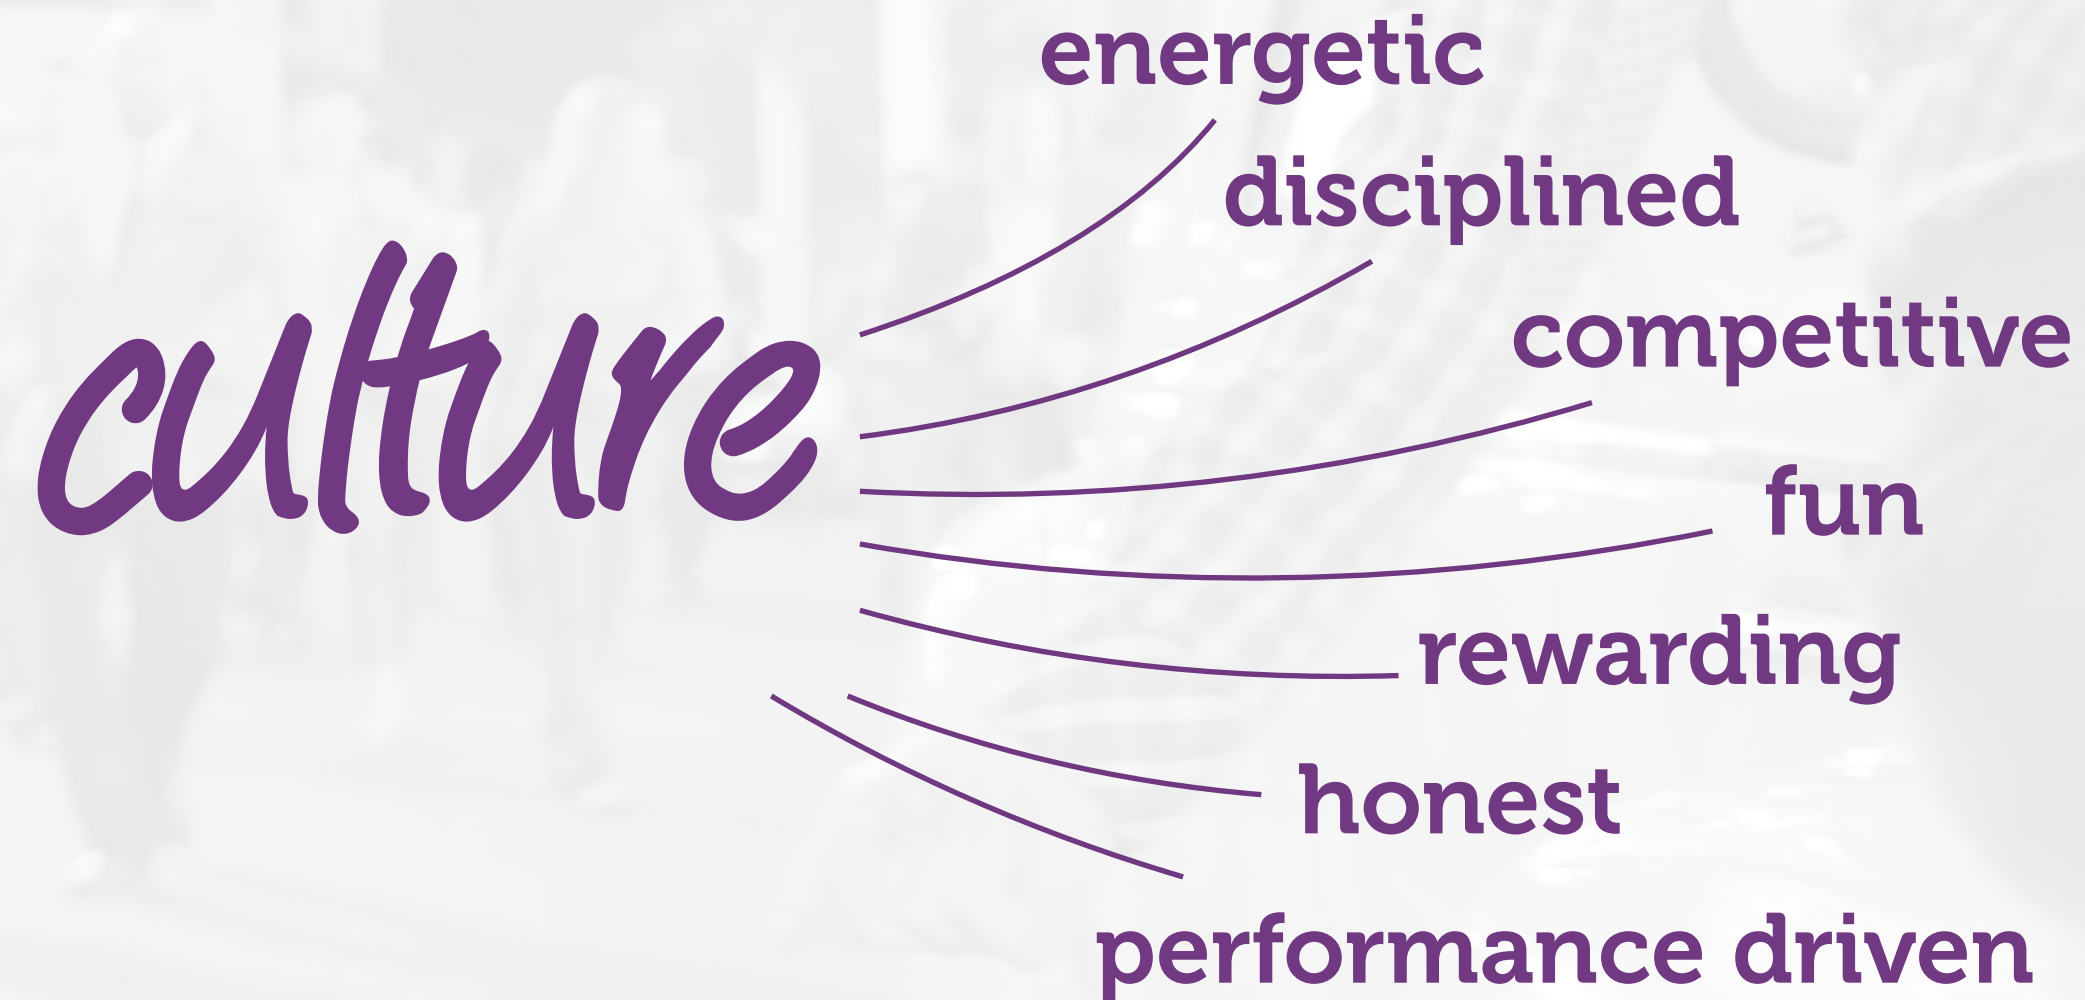 culture
energetic
disciplined
competitive
fun
rewarding
honest
performance driven